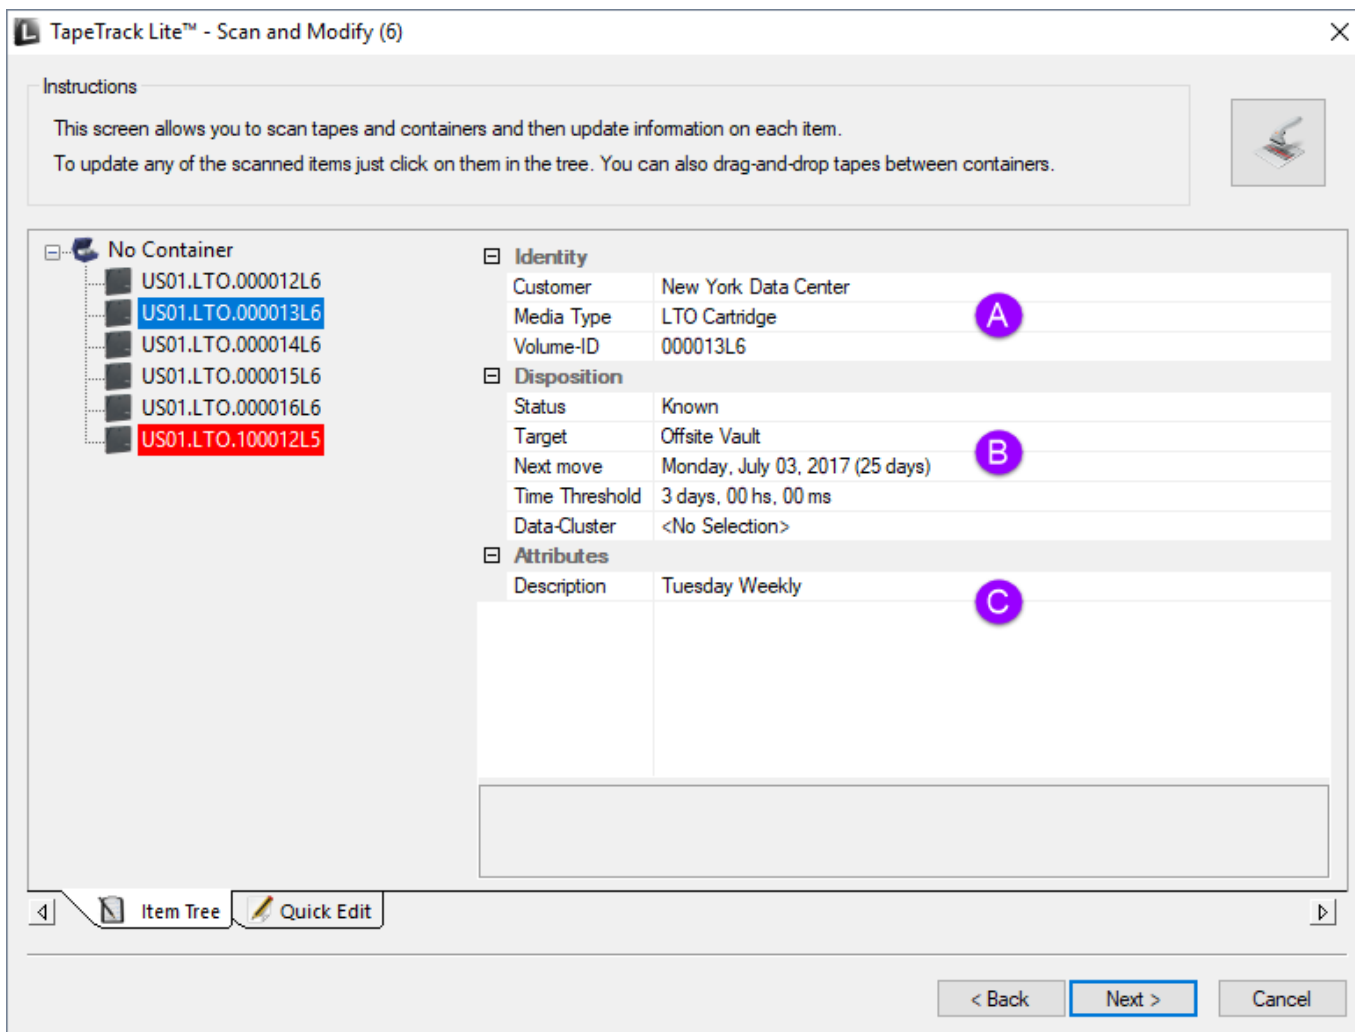 TapeTrack Lite™ - Scan and Modify (6)
Instructions
This screen allows you to scan tapes and containers and then update information on each item.
To update any of the scanned items just click on them in the tree. You can also drag-and-drop tapes between containers.
No Container
US01.LTO.000012L6
US01.LTO.000013L6
US01.LTO.000014L6
US01.LTO.000015L6
US01.LTO.000016L6
US01.LTO.100012L5
Identity
Customer New York Data Center
Media Type LTO Cartridge
A
Volume-ID 000013L6
Disposition
Status Known
Target Offsite Vault
B
Next move Monday, July 03, 2017 (25 days)
Time Threshold 3 days, 00 hs, 00 ms
Data-Cluster <No Selection>
Attributes
Description Tuesday Weekly
C
Item Tree Quick Edit
< Back Next > Cancel